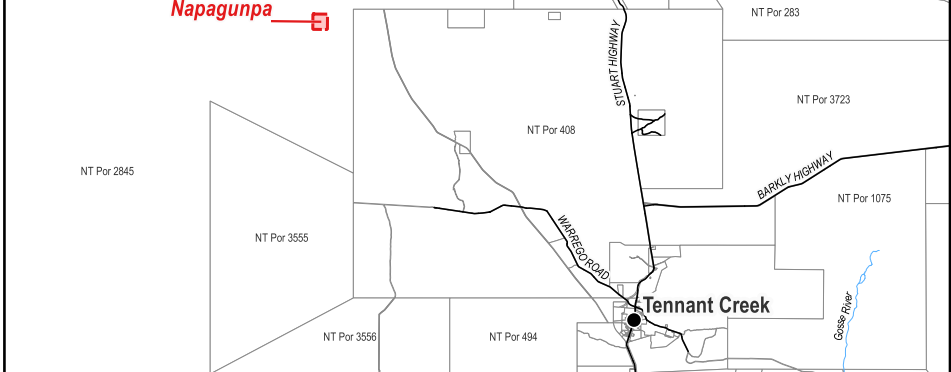 Napagunpa
NT Por 283
STUART HIGHWAY
NT Por 3723
NT Por 408
BARKLY HIGHWAY
NT Por 2845
NT Por 1075
NT Por 3555
WARREGO ROAD
Tennant Creek
Gosse River
NT Por 3556
NT Por 494